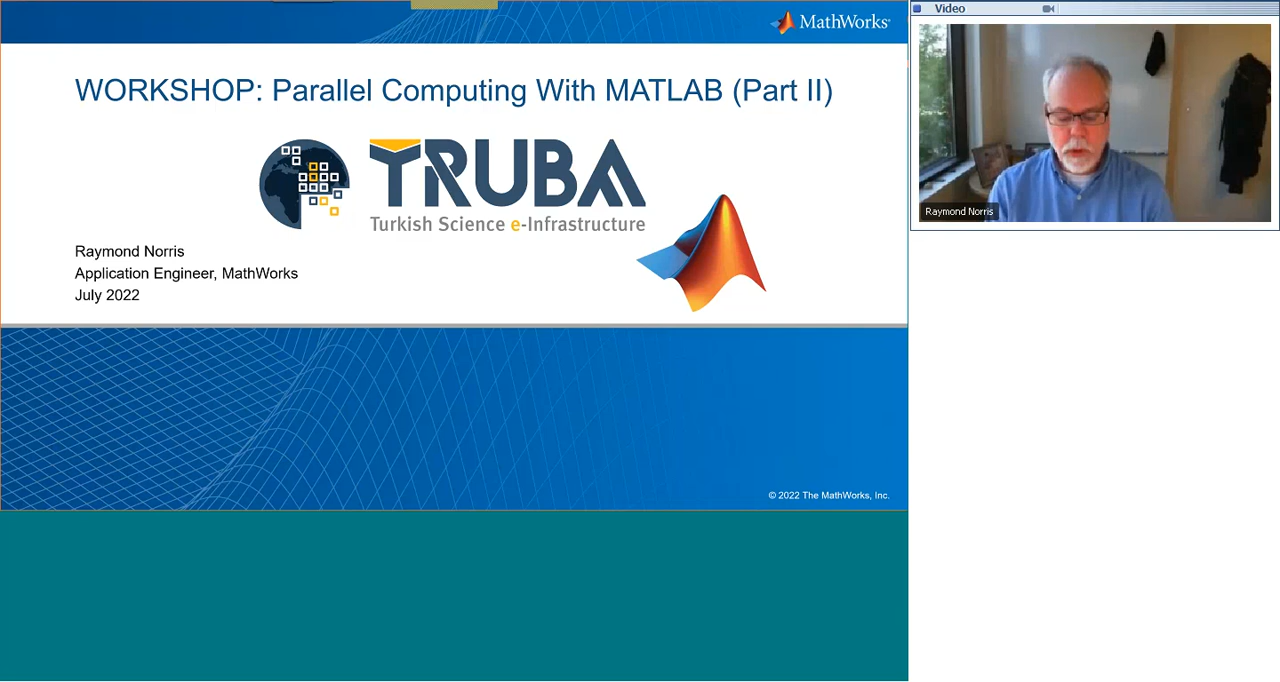 MathWorks®
WORKSHOP: Parallel Computing With MATLAB (Part II)
TRUBA
Turkish Science e-Infrastructure
Raymond Norris
Application Engineer, MathWorks
July 2022
© 2022 The MathWorks, Inc.
Video
Raymond Norris